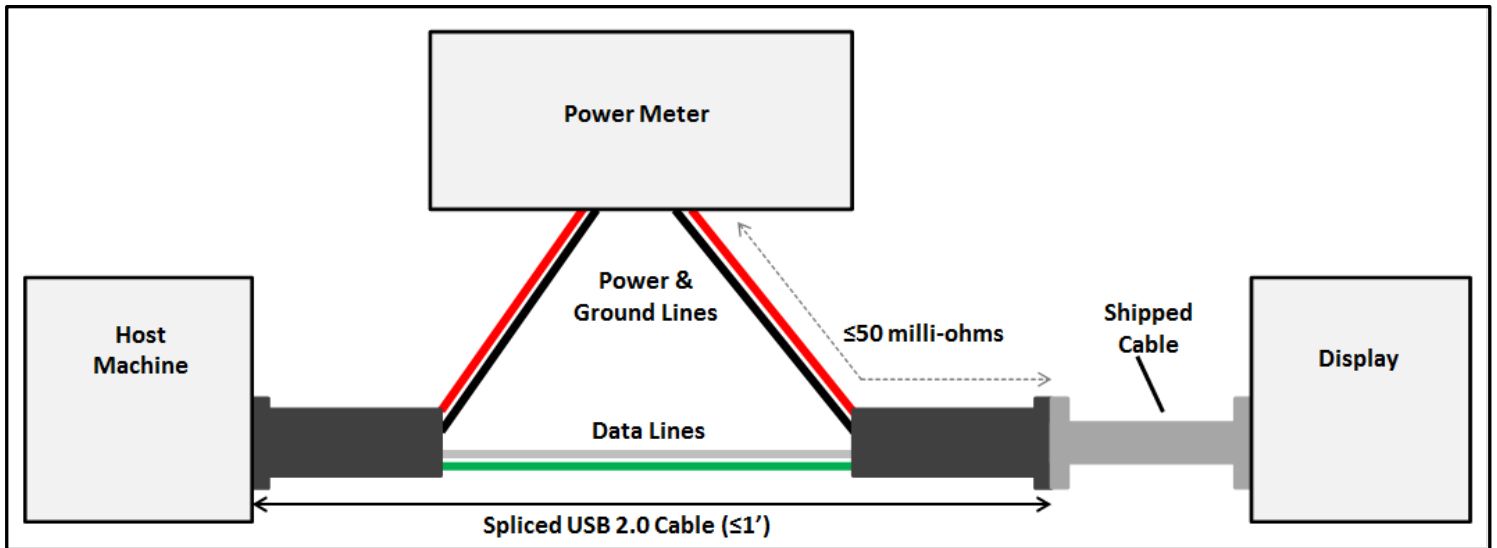 Power Meter
Power &
Ground Lines
≤50 milli-ohms
Shipped
Cable
Host
Machine
Display
Data Lines
Spliced USB 2.0 Cable (≤1’)